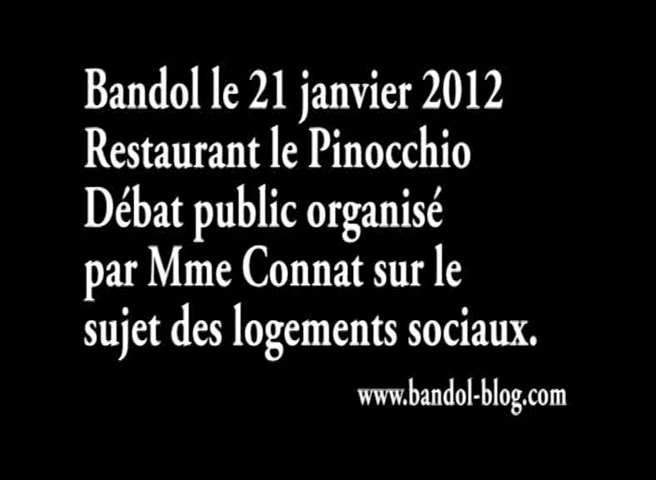 Bandol le 21 janvier 2012
Restaurant le Pinocchio
Débat public organisé
par Mme Connat sur le
sujet des logements sociaux.
www.bandol-blog.com